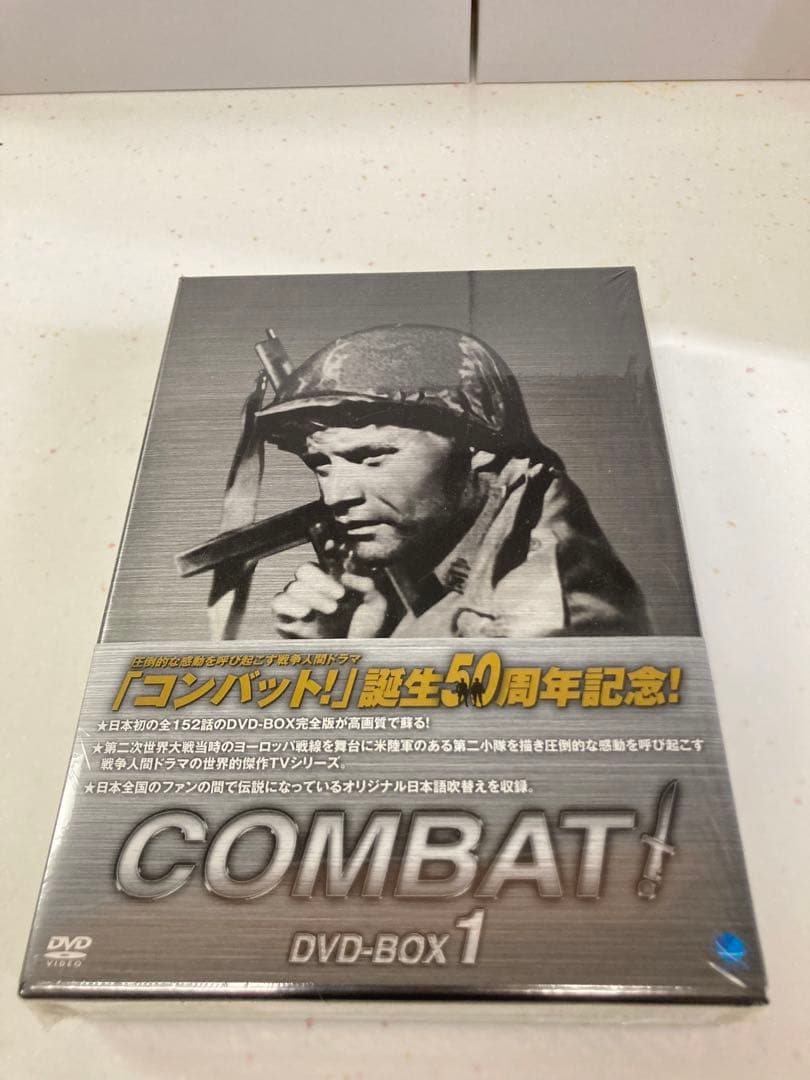 圧倒的な感動を呼び起こす戦争人間ドラマ
「コンバット!」誕生50周年記念!
★日本初の全152話のDVD-BOX完全版が高画質で蘇る!
★第二次世界大戦当時のヨーロッパ戦線を舞台に米陸軍のある第二小隊を描き圧倒的な感動を呼び起こす
戦争人間ドラマの世界的傑作TVシリーズ。
★日本全国のファンの間で伝説になっているオリジナル日本語吹替えを収録。
COMBAT!
DVD-BOX 1
DVD
VIDEO